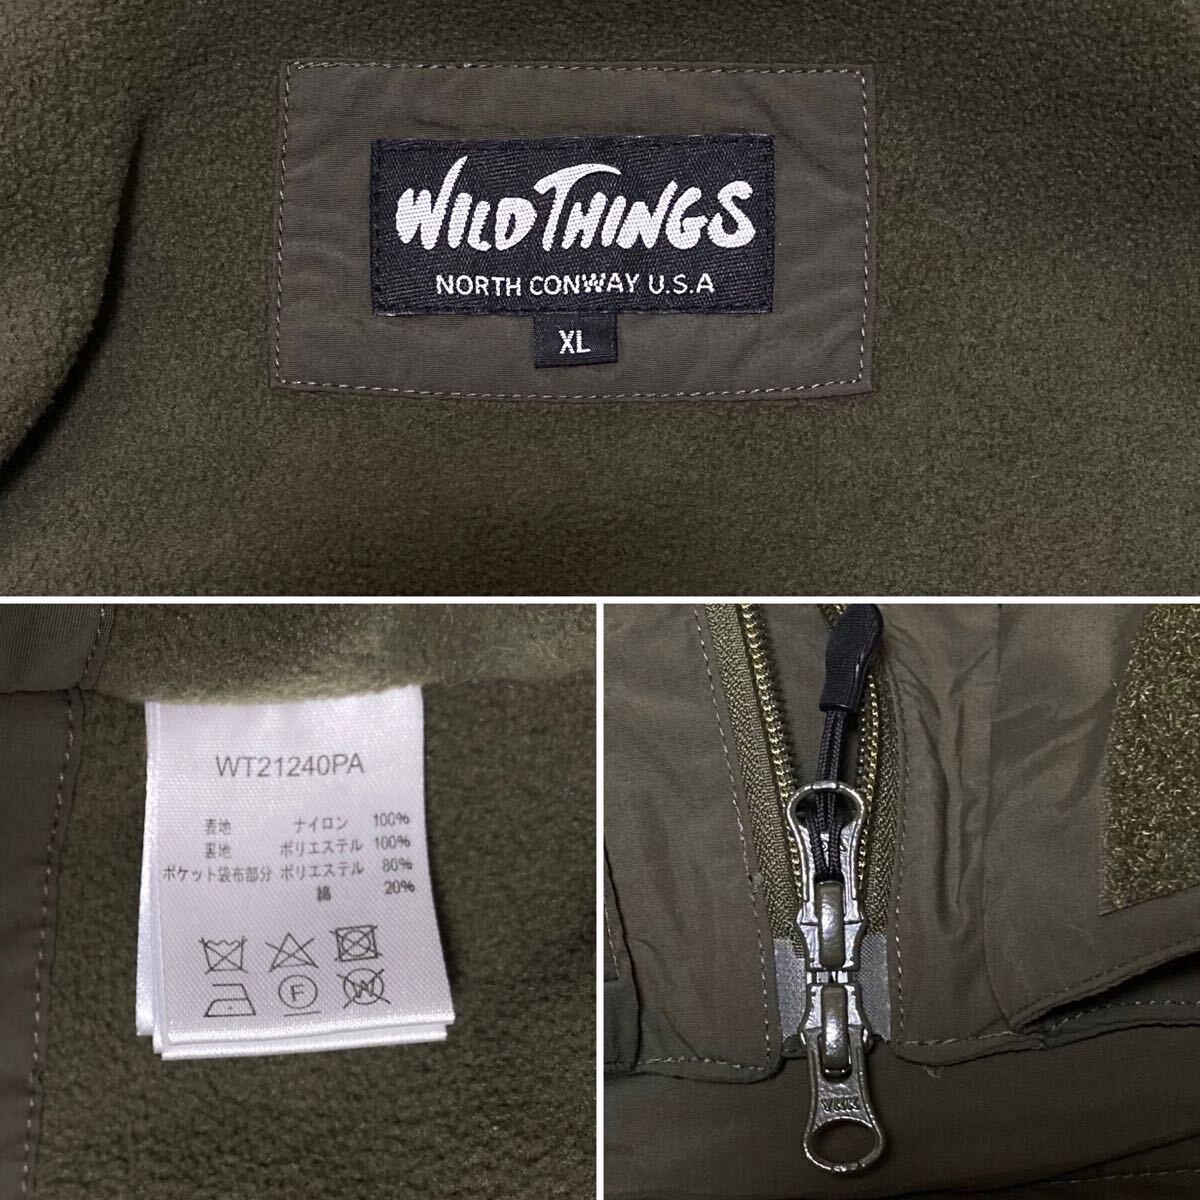 WILD THINGS
NORTH CONWAY U.S.A
XL
WT21240PA
表地 ナイロン 100%
裏地 ポリエステル 100%
ポケット袋布部分 ポリエステル 80%
綿 20%
F
W
YKK